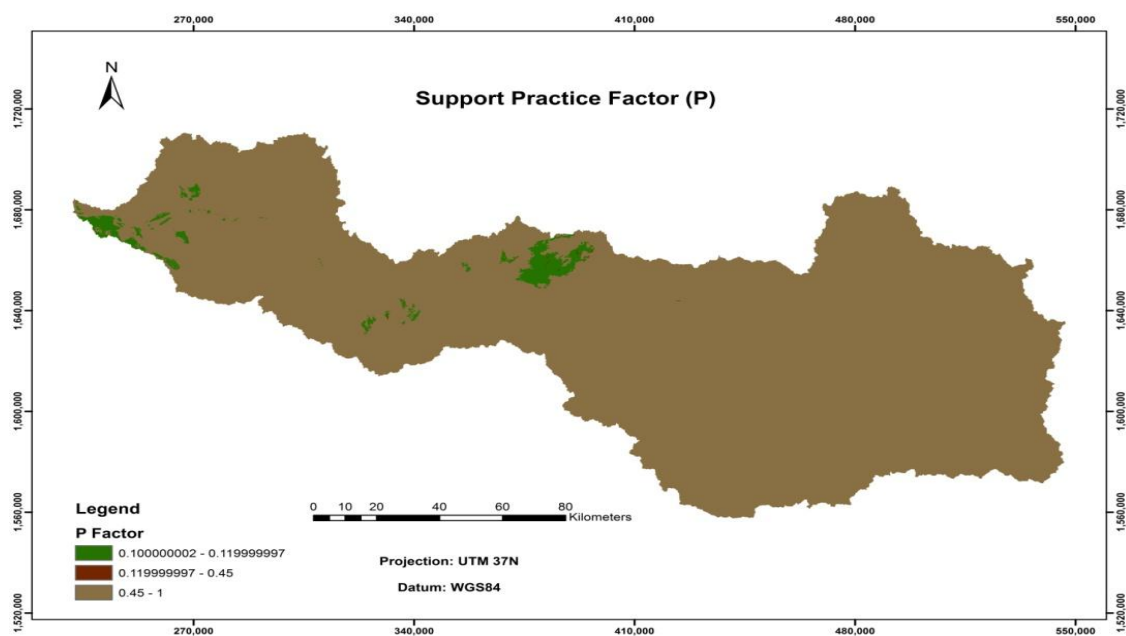 270,000 340,000 410,000 480,000 550,000
N
Support Practice Factor (P)
1,720,000 1,720,000
1,680,000 1,680,000
1,640,000 1,640,000
1,600,000 1,600,000
1,560,000 1,560,000
1,520,000 1,520,000
Legend
P Factor
0.100000002 - 0.119999997
0.119999997 - 0.45
0.45 - 1
0 10 20 40 60 80
Kilometers
Projection: UTM 37N
Datum: WGS84
270,000 340,000 410,000 480,000 550,000